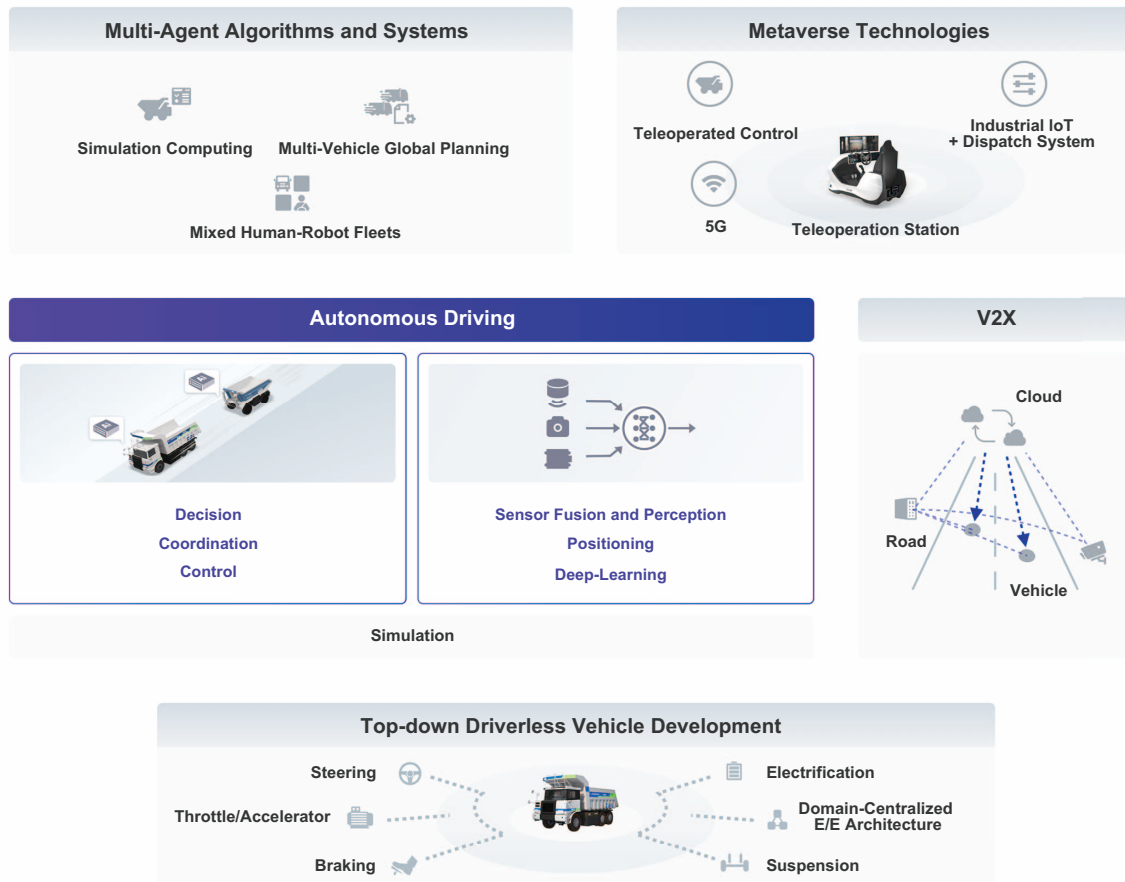 Multi-Agent Algorithms and Systems
Simulation Computing
Multi-Vehicle Global Planning
Mixed Human-Robot Fleets
Metaverse Technologies
Teleoperated Control
Industrial IoT
+ Dispatch System
5G
Teleoperation Station
Autonomous Driving
Decision
Coordination
Control
Sensor Fusion and Perception
Positioning
Deep-Learning
Simulation
V2X
Cloud
Road
Vehicle
Top-down Driverless Vehicle Development
Steering
Throttle/Accelerator
Braking
Electrification
Domain-Centralized
E/E Architecture
Suspension